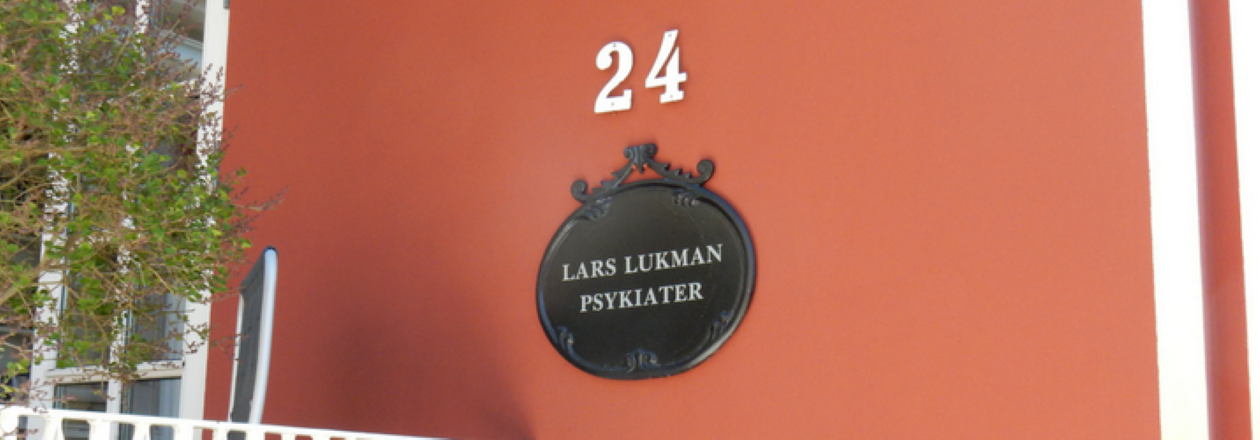 24
LARS LUKMAN
PSYKIATER